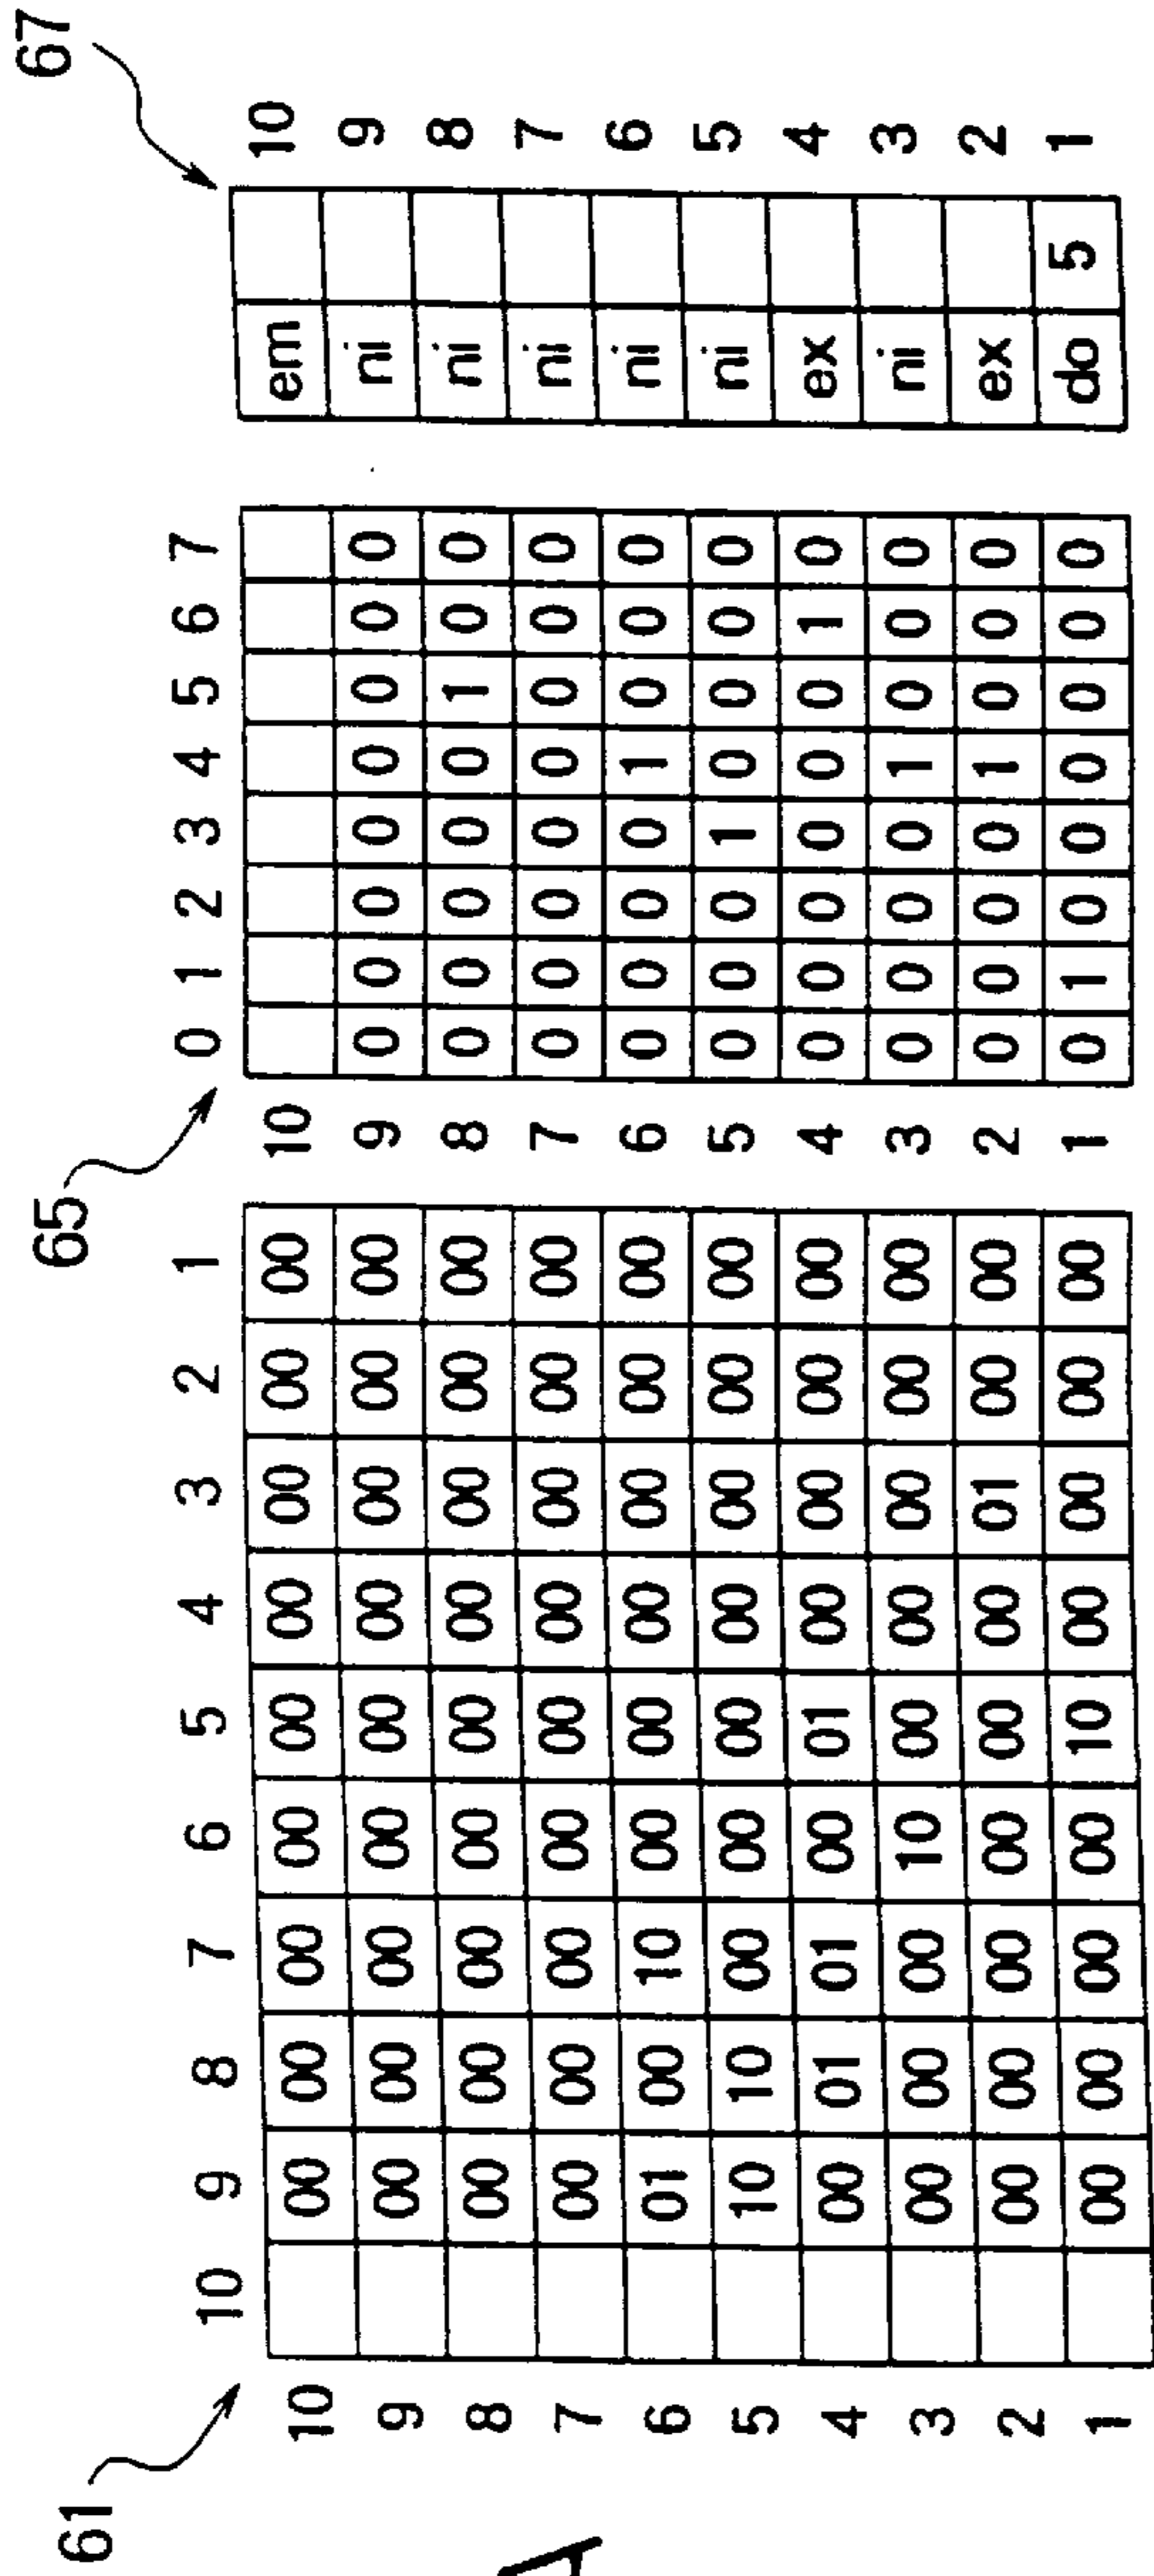 61 65 67
10 9 8 7 6 5 4 3 2 1 0 1 2 3 4 5 6 7
10 00 00 00 00 00 00 00 00 00 10 em 10
9 00 00 00 00 00 00 00 00 00 9 0 0 0 0 0 0 0 0 ni 9
8 00 00 00 00 00 00 00 00 00 8 0 0 0 0 0 1 0 0 ni 8
7 00 00 00 00 00 00 00 00 00 7 0 0 0 0 0 0 0 0 ni 7
6 01 00 10 00 00 00 00 00 00 6 0 0 0 0 1 0 0 0 ni 6
5 10 10 00 00 00 00 00 00 00 5 0 0 0 1 0 0 0 0 ni 5
4 00 01 01 00 01 00 00 00 00 4 0 0 0 0 0 0 1 0 ex 4
3 00 00 00 10 00 00 00 00 00 3 0 0 0 0 1 0 0 0 ni 3
2 00 00 00 00 00 00 01 00 00 2 0 0 0 0 1 0 0 0 ex 2
1 00 00 00 00 10 00 00 00 00 1 0 1 0 0 0 0 0 0 do 5 1